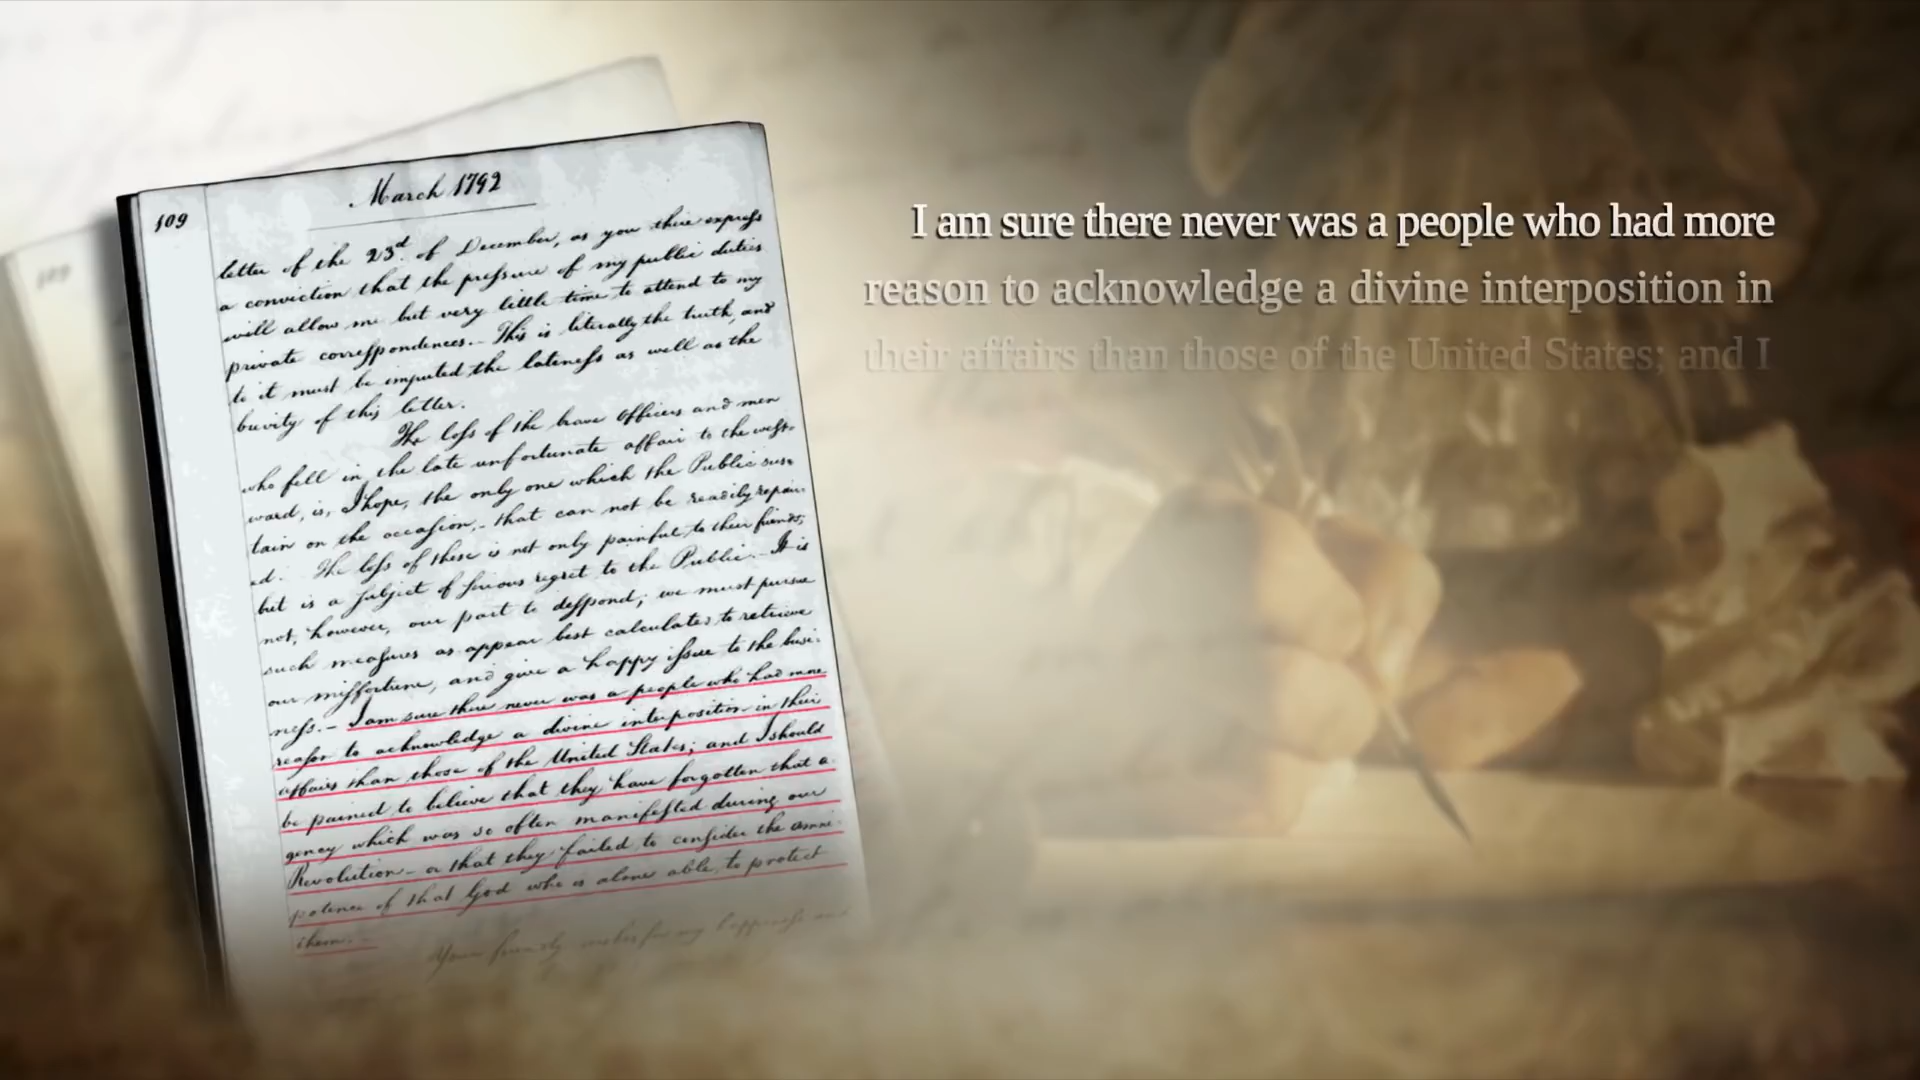 March 1792
109
letter of the 23d. of December, as you there express
a conviction that the pressure of my public duties
will allow me but very little time to attend to my
private correspondences.- This is literally the truth, and
to it must be imputed the lateness as well as the
brevity of this letter.
The loss of the brave Officers and men
who fell in the late unfortunate affair to the west-
ward, is, I hope, the only one which the Public sus-
tain on the occasion,- that can not be readily repair-
ed. The loss of these is not only painful to their friends,
but is a subject of serious regret to the Public.- It is
not, however, our part to despond; we must pursue
such measures as appear best calculated to retrieve
our misfortune, and give a happy issue to the busi-
ness.- I am sure there never was a people who had more
reason to acknowledge a divine interposition in their
affairs than those of the United States; and I should
be pained to believe that they have forgotten that a-
gency which was so often manifested during our
Revolution- or that they failed to consider the omni-
potence of that God who is alone able to protect
them.-
I am sure there never was a people who had more
reason to acknowledge a divine interposition in
their affairs than those of the United States; and I